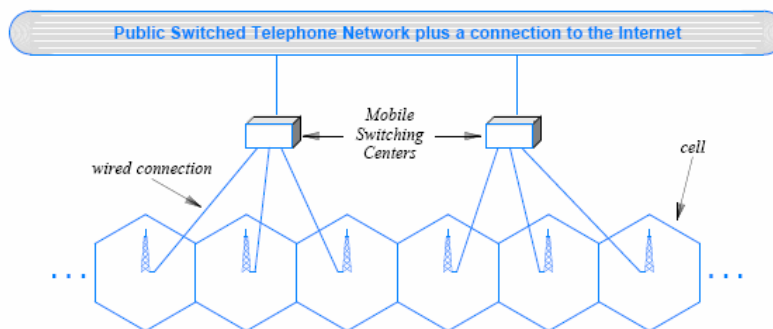 Public Switched Telephone Network plus a connection to the Internet
Mobile
Switching
Centers
wired connection
cell
. . .
. . .